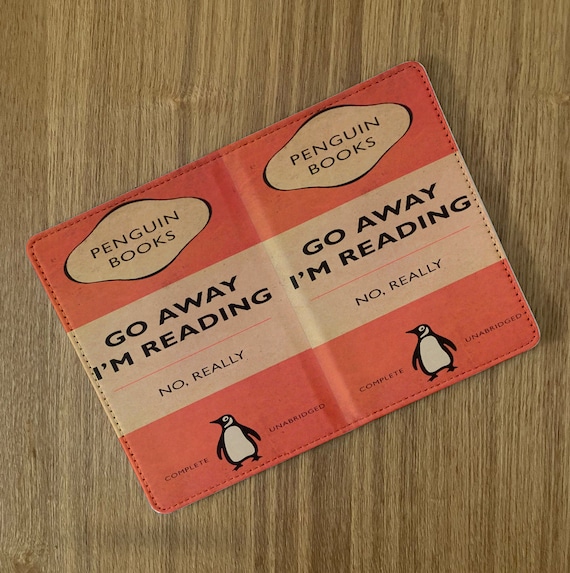 PENGUIN
BOOKS
GO AWAY
I'M READING
NO, REALLY
COMPLETE
UNABRIDGED
PENGUIN
BOOKS
GO AWAY
I'M READING
NO, REALLY
COMPLETE
UNABRIDGED